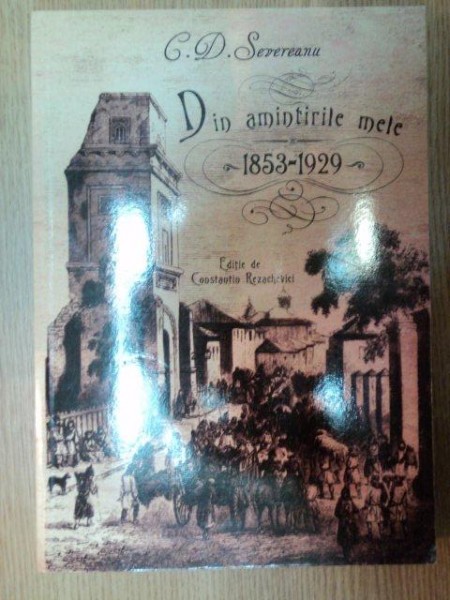 C.D. Severeanu
Din amintirile mele
1853-1929
Ediție de
Constantin Rezachevici